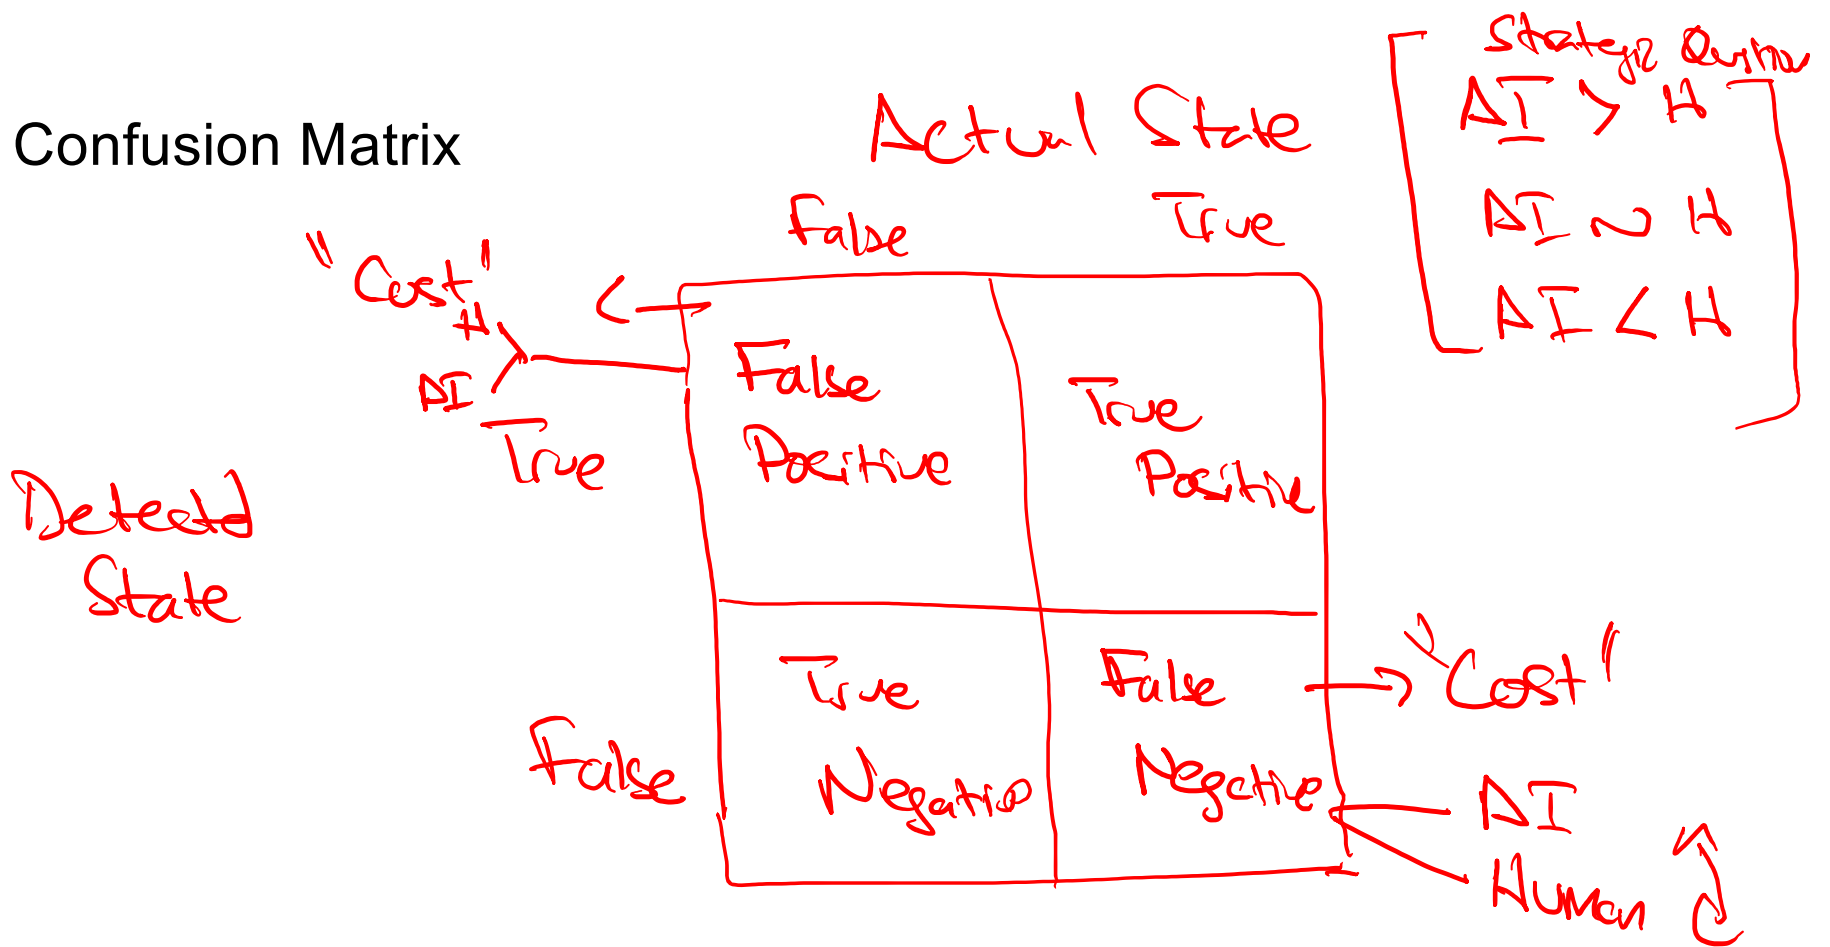 Strategic Question
AI > H
AI ~ H
AI < H
Confusion Matrix
Actual State
False True
"Cost"
H
AI
True
Detected
State
False
Positive
True
Positive
False
True
Negative
False
Negative
"Cost"
AI
Human